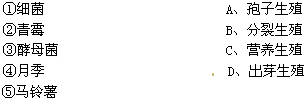 ①细菌 A、孢子生殖
②青霉 B、分裂生殖
③酵母菌 C、营养生殖
④月季 D、出芽生殖
⑤马铃薯